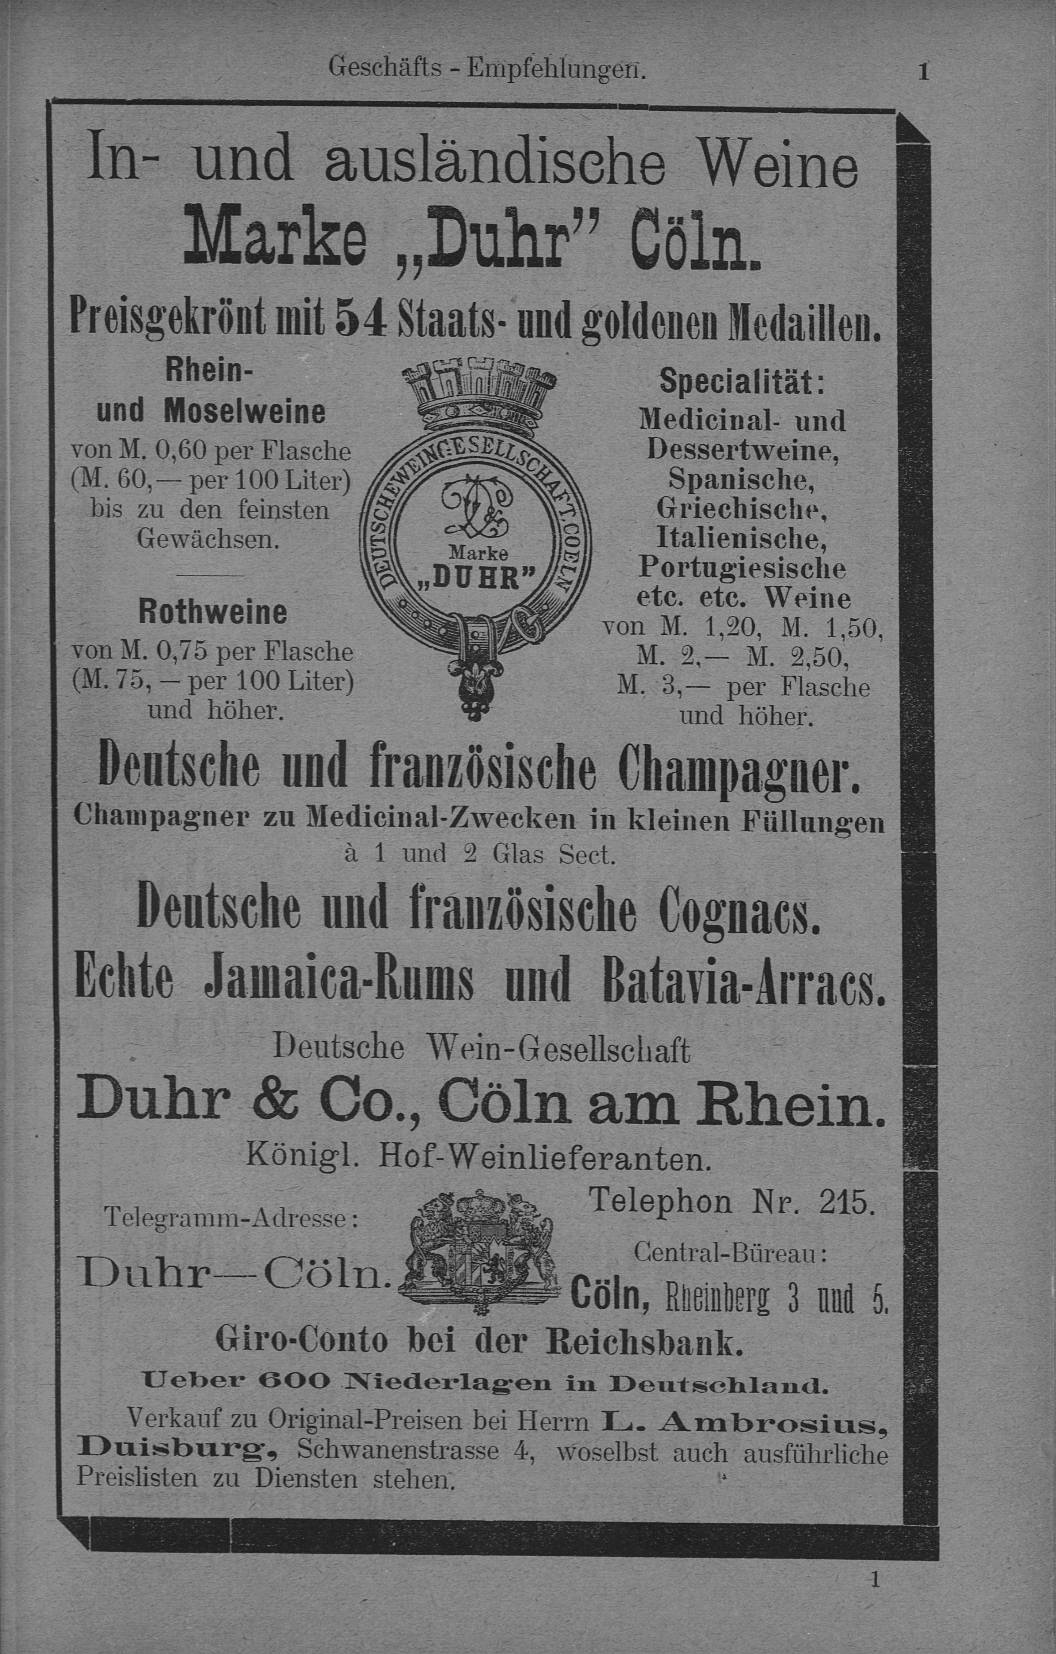 Geschäfts - Empfehlungen.
1
In- und ausländische Weine
Marke „Duhr” Cöln.
Preisgekrönt mit 54 Staats- und goldenen Medaillen.
Rhein-
und Moselweine
von M. 0,60 per Flasche
(M. 60,— per 100 Liter)
bis zu den feinsten
Gewächsen.
Rothweine
von M. 0,75 per Flasche
(M. 75, — per 100 Liter)
und höher.
DEUTSCHE WEINGESELLSCHAFT. COELN
D&C
Marke
„DUHR”
Specialität:
Medicinal- und
Dessertweine,
Spanische,
Griechische,
Italienische,
Portugiesische
etc. etc. Weine
von M. 1,20, M. 1,50,
M. 2,— M. 2,50,
M. 3,— per Flasche
und höher.
Deutsche und französische Champagner.
Champagner zu Medicinal-Zwecken in kleinen Füllungen
à 1 und 2 Glas Sect.
Deutsche und französische Cognacs.
Echte Jamaica-Rums und Batavia-Arracs.
Deutsche Wein-Gesellschaft
Duhr & Co., Cöln am Rhein.
Königl. Hof-Weinlieferanten.
Telegramm-Adresse:
Duhr—Cöln.
Telephon Nr. 215.
Central-Büreau:
Cöln, Rheinberg 3 und 5.
Giro-Conto bei der Reichsbank.
Ueber 600 Niederlagen in Deutschland.
Verkauf zu Original-Preisen bei Herrn L. Ambrosius,
Duisburg, Schwanenstrasse 4, woselbst auch ausführliche
Preislisten zu Diensten stehen.
1